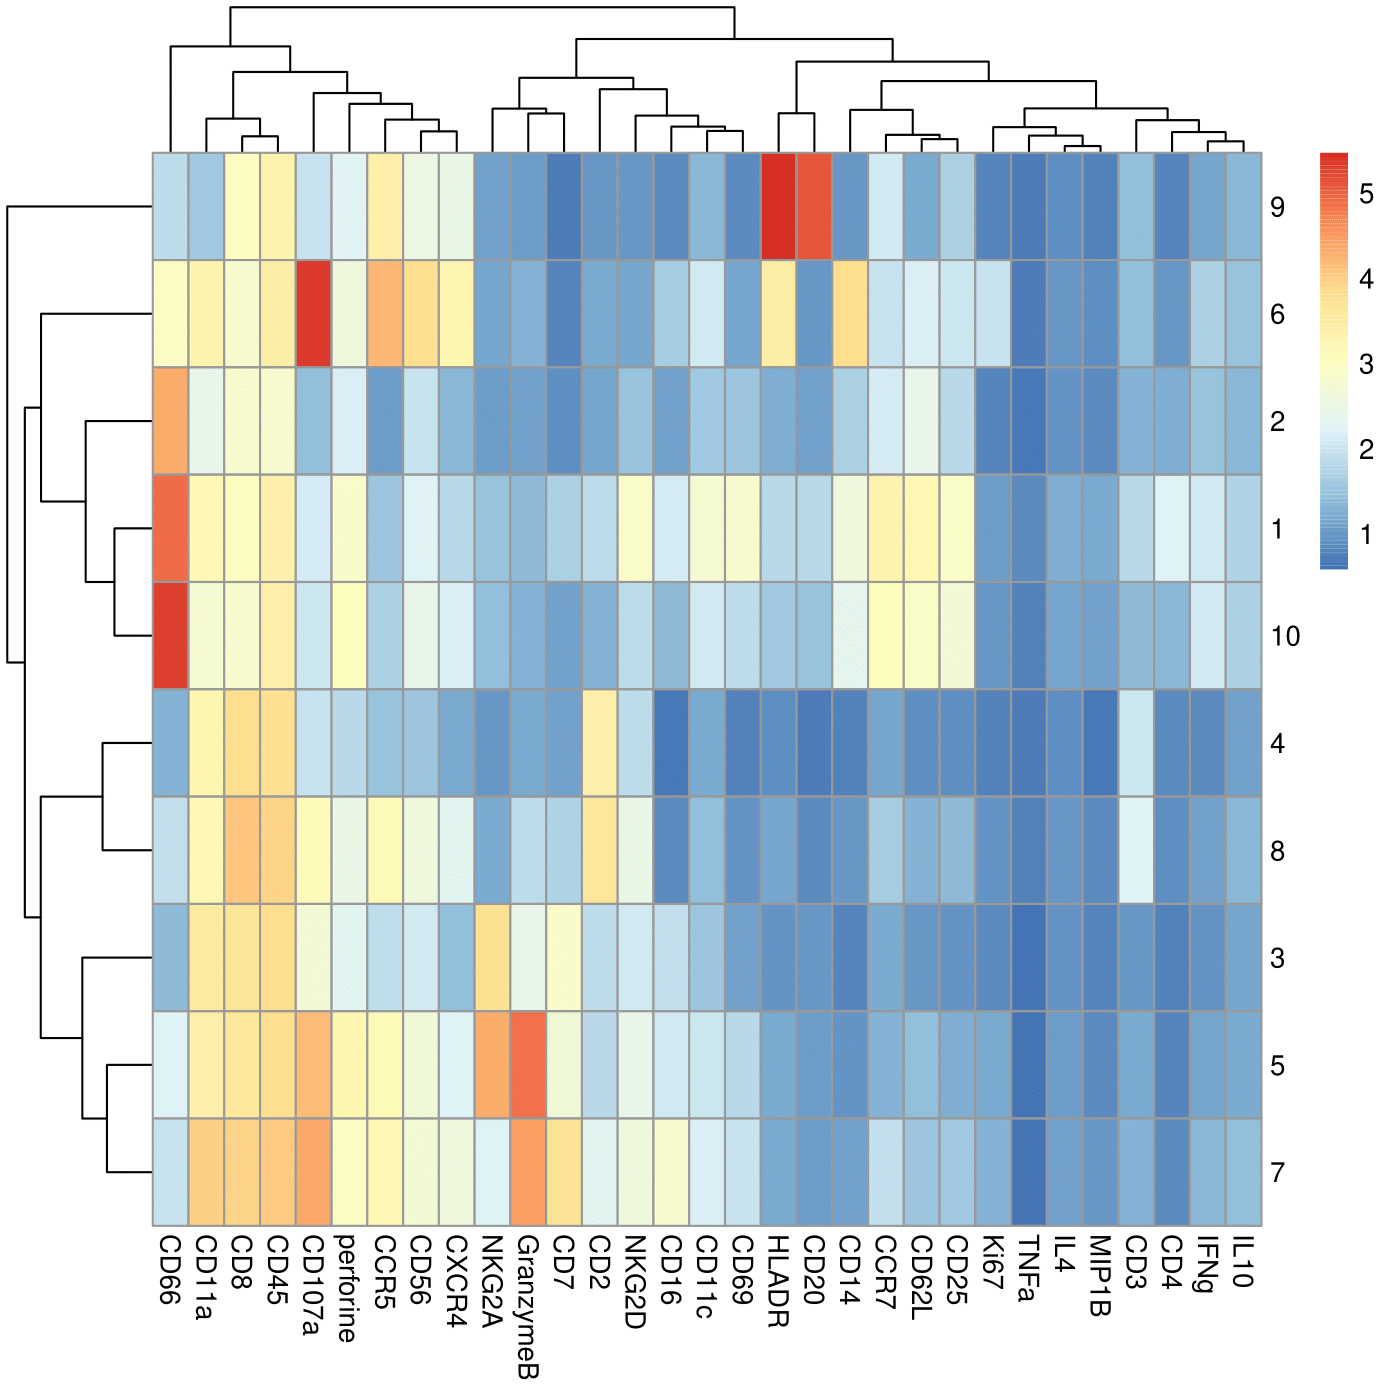 9
6
2
1
10
4
8
3
5
7
5
4
3
2
1
CD66
CD11a
CD8
CD45
CD107a
perforine
CCR5
CD56
CXCR4
NKG2A
GranzymeB
CD7
CD2
NKG2D
CD16
CD11c
CD69
HLADR
CD20
CD14
CCR7
CD62L
CD25
Ki67
TNFa
IL4
MIP1B
CD3
CD4
IFNg
IL10